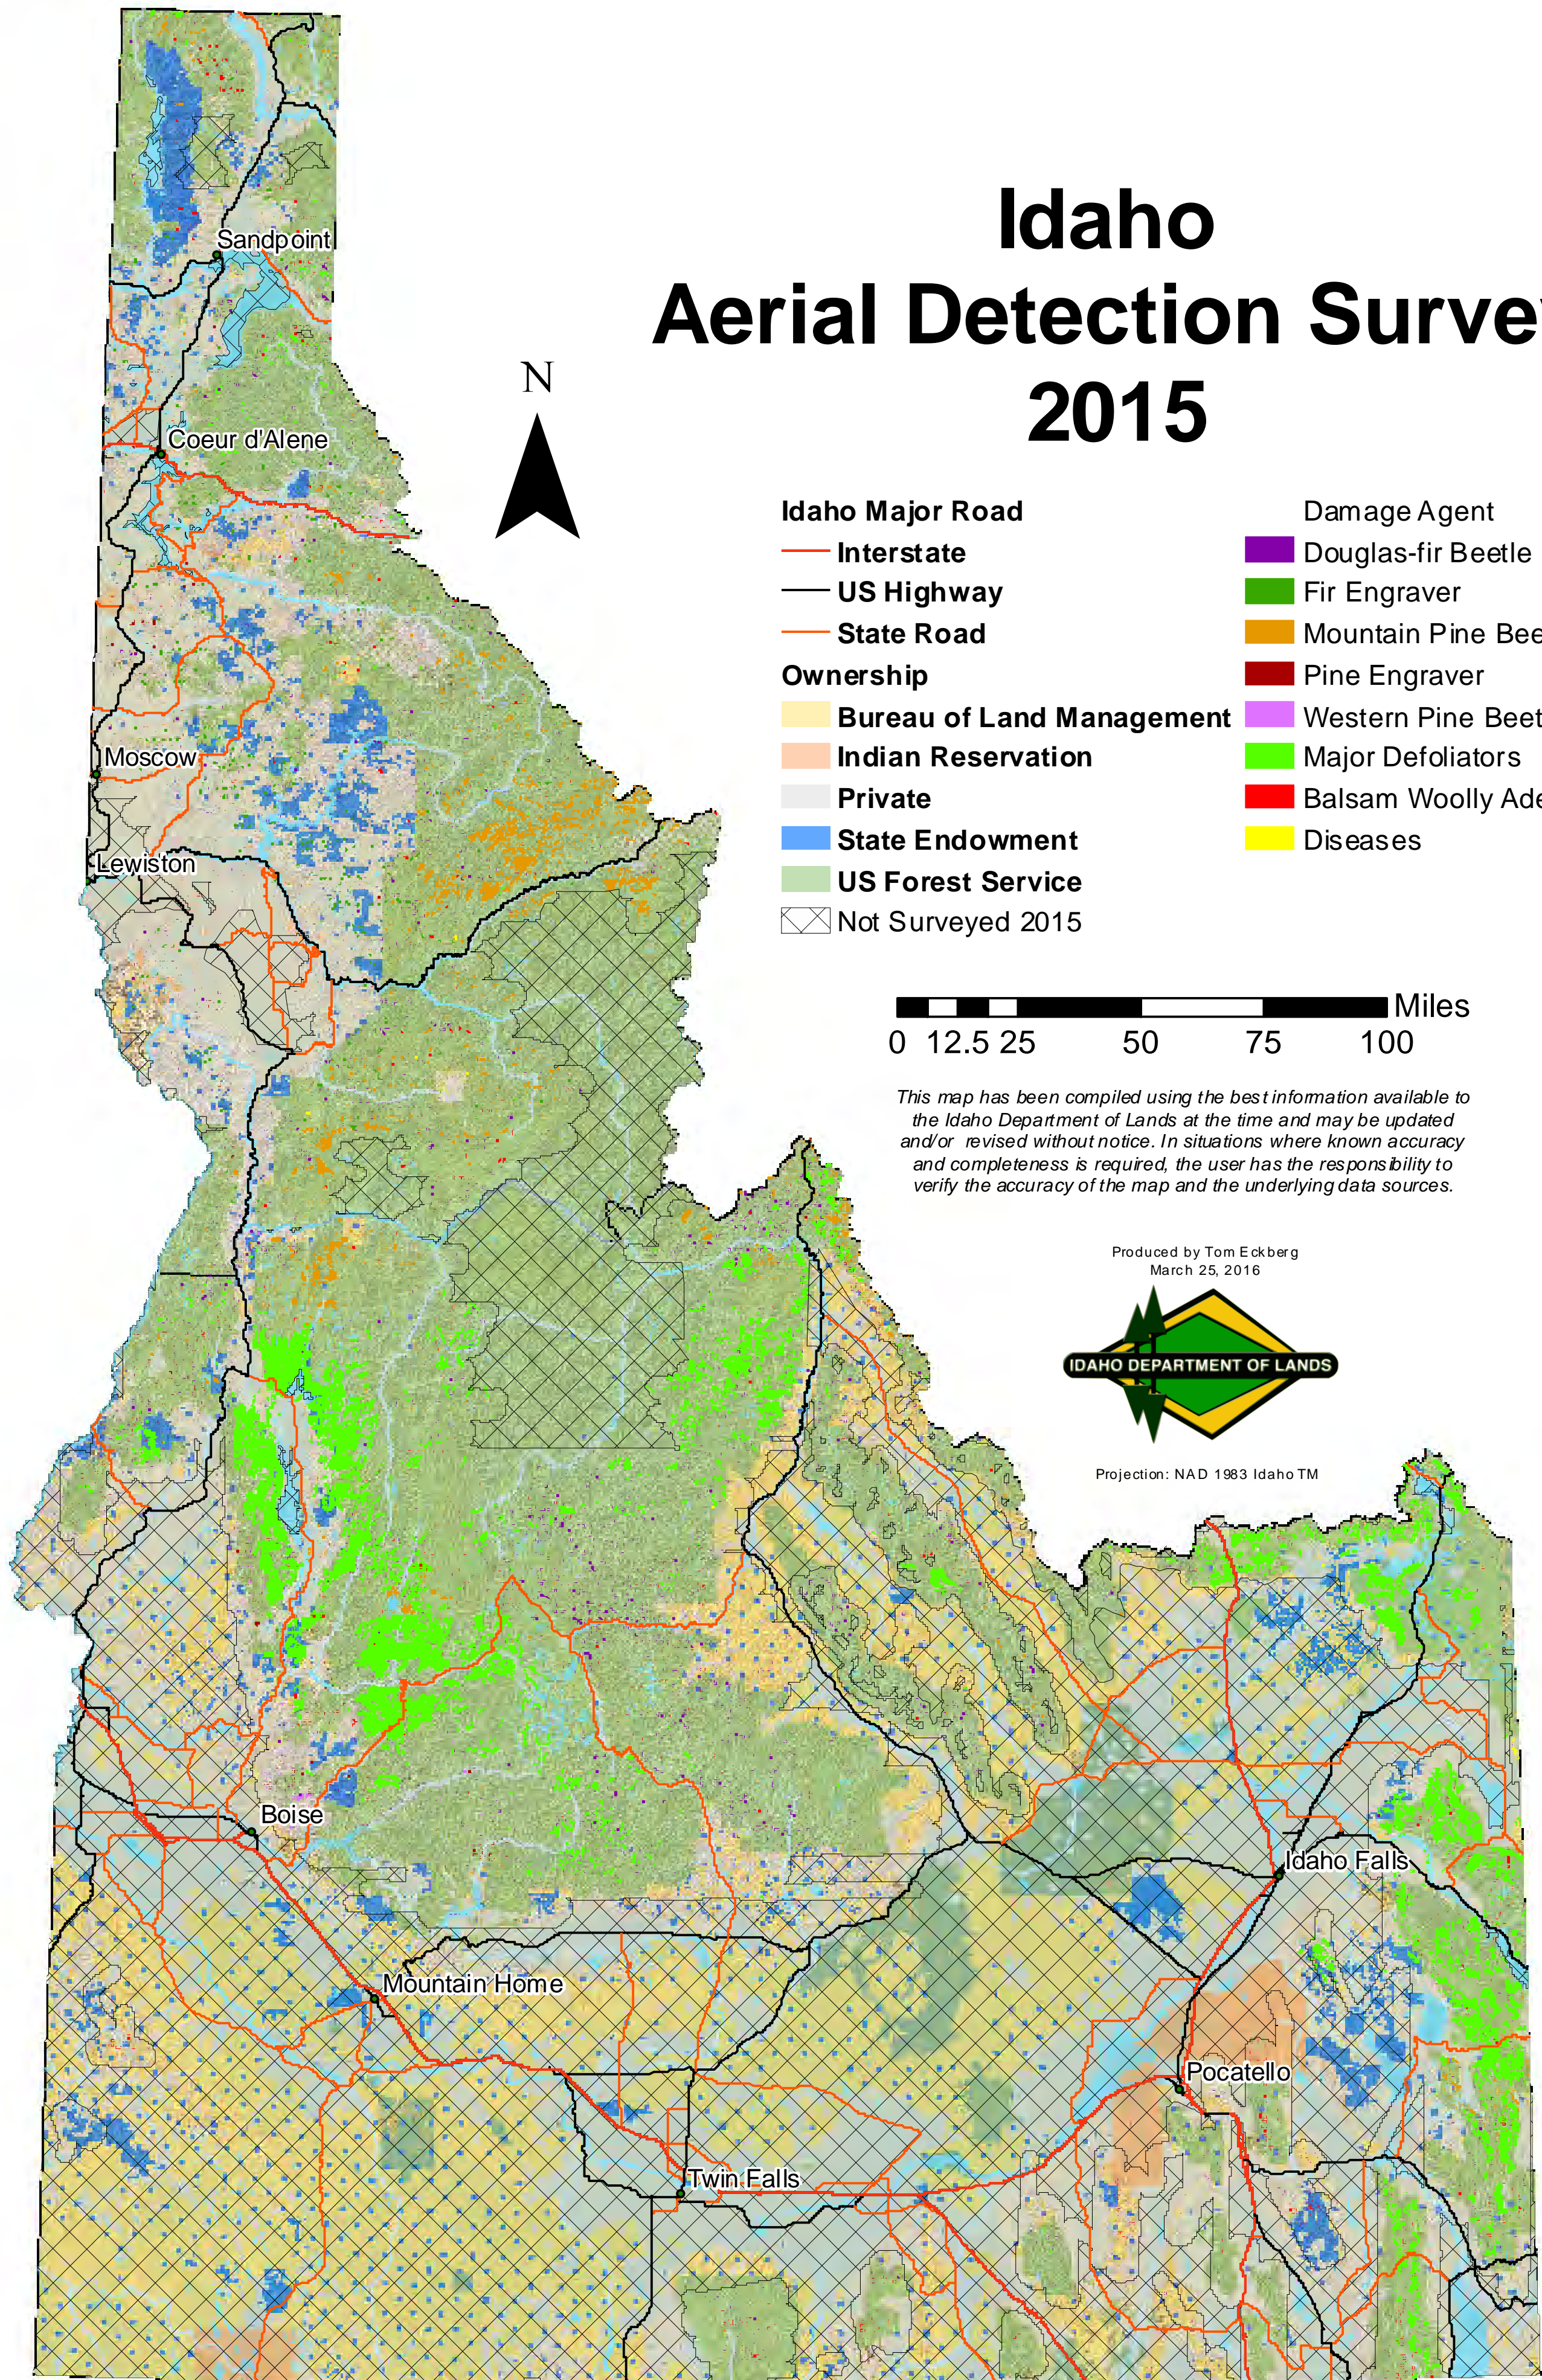 Idaho
Aerial Detection Surve
2015
N
Idaho Major Road
Interstate
US Highway
State Road
Ownership
Bureau of Land Management
Indian Reservation
Private
State Endowment
US Forest Service
Not Surveyed 2015
Damage Agent
Douglas-fir Beetle
Fir Engraver
Mountain Pine Bee
Pine Engraver
Western Pine Beet
Major Defoliators
Balsam Woolly Ade
Diseases
Miles
0 12.5 25 50 75 100
This map has been compiled using the best information available to
the Idaho Department of Lands at the time and may be updated
and/or revised without notice. In situations where known accuracy
and completeness is required, the user has the responsibility to
verify the accuracy of the map and the underlying data sources.
Produced by Tom Eckberg
March 25, 2016
IDAHO DEPARTMENT OF LANDS
Projection: NAD 1983 Idaho TM
Sandpoint
Coeur d'Alene
Moscow
Lewiston
Boise
Idaho Falls
Mountain Home
Pocatello
Twin Falls